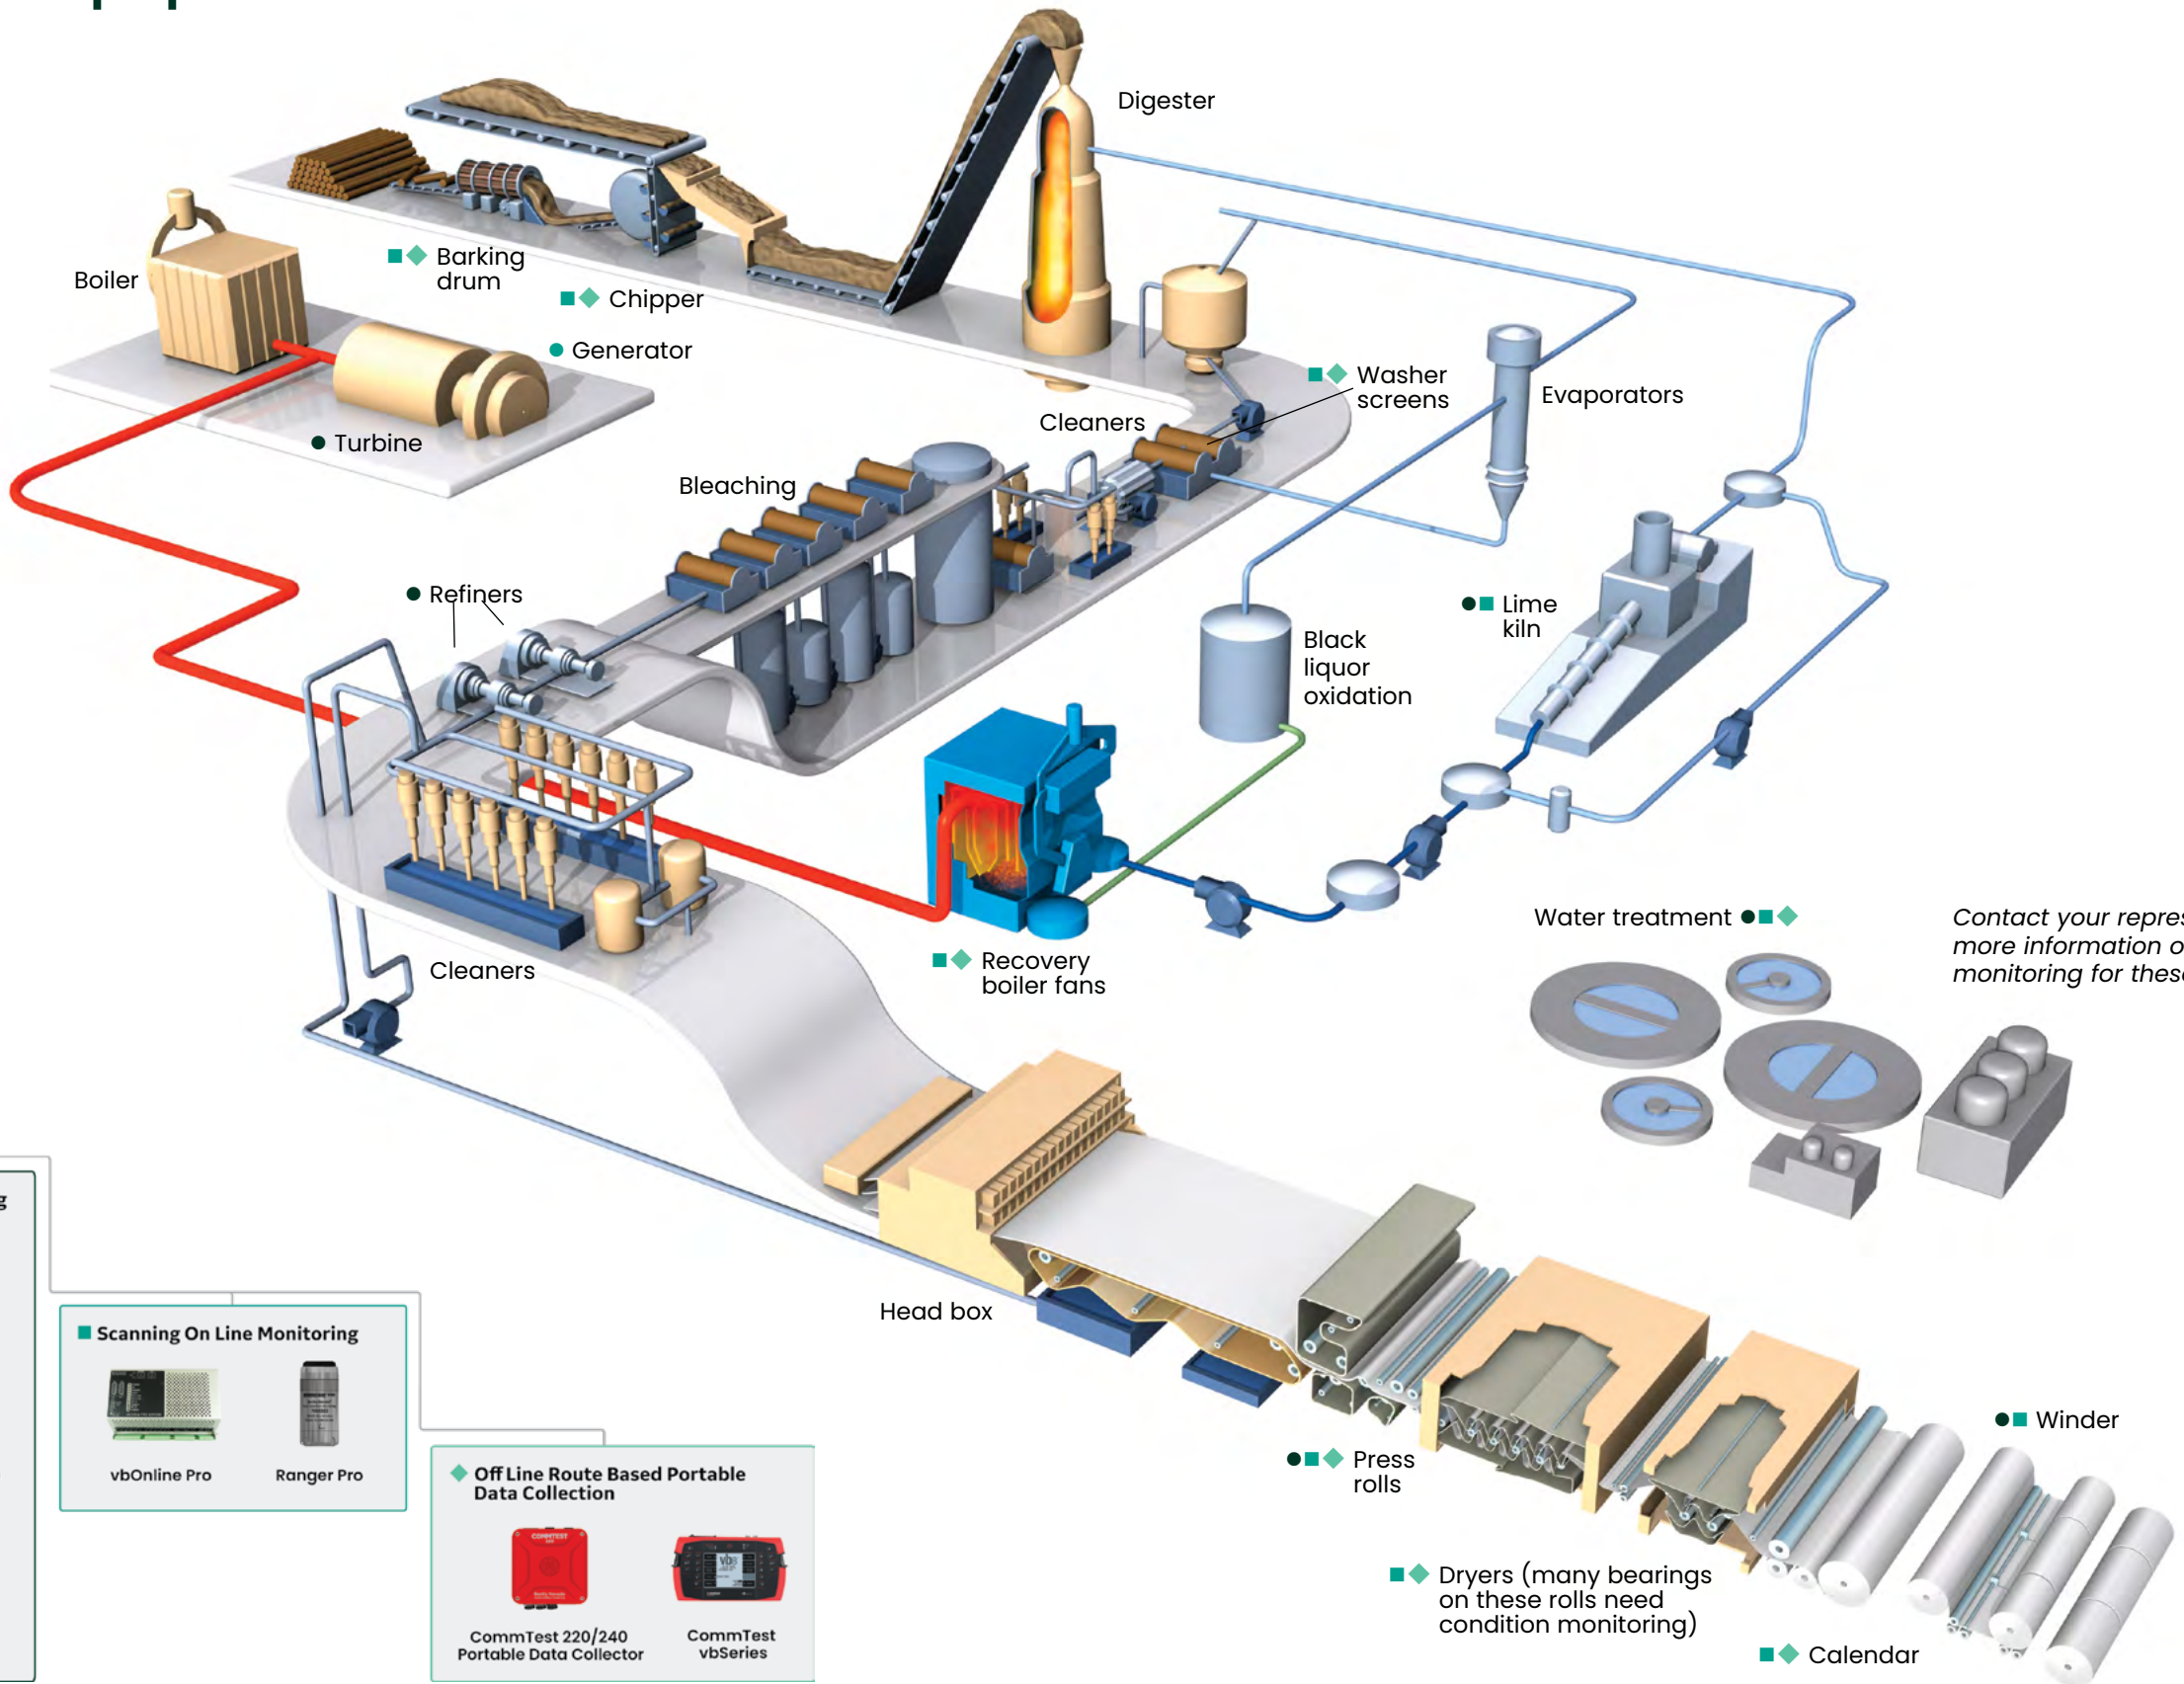 Digester
Barking
drum
Boiler
Chipper
Generator
Washer
screens
Evaporators
Cleaners
Turbine
Bleaching
Refiners
Lime
kiln
Black
liquor
oxidation
Water treatment
Contact your repres
more information o
monitoring for these
Recovery
boiler fans
Cleaners
Head box
Scanning On Line Monitoring
vbOnline Pro
Ranger Pro
Winder
Press
rolls
Off Line Route Based Portable
Data Collection
COMMTEST
CommTest 220/240
Portable Data Collector
CommTest
vbSeries
Dryers (many bearings
on these rolls need
condition monitoring)
Calendar